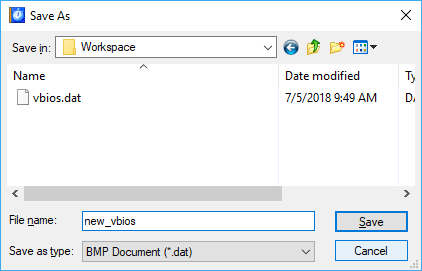 Save As
Save in: Workspace
Name Date modified Ty
vbios.dat 7/5/2018 9:49 AM DA
File name: new_vbios Save
Save as type: BMP Document (*.dat) Cancel